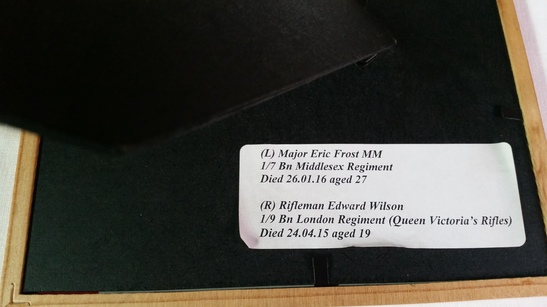 (L) Major Eric Frost MM
1/7 Bn Middlesex Regiment
Died 26.01.16 aged 27
(R) Rifleman Edward Wilson
1/9 Bn London Regiment (Queen Victoria's Rifles)
Died 24.04.15 aged 19